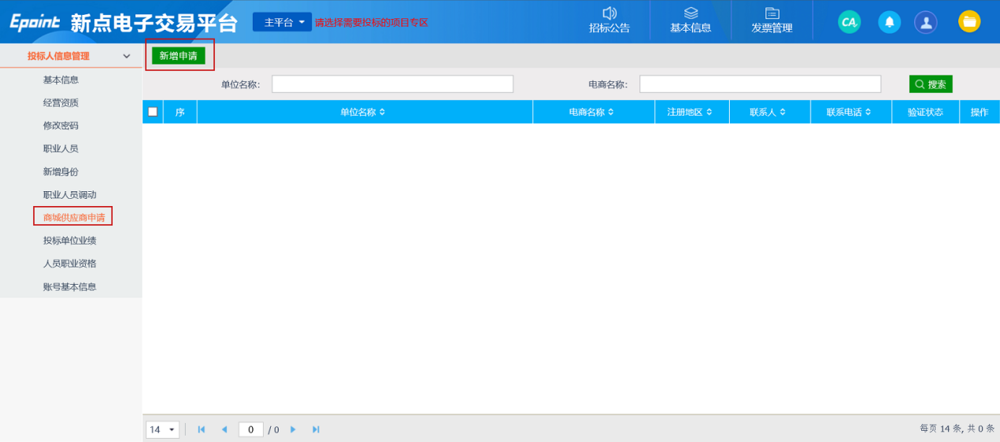 Epoint 新点电子交易平台
主平台
请选择需要投标的项目专区
招标公告
基本信息
发票管理
CA
投标人信息管理
基本信息
经营资质
修改密码
职业人员
新增身份
职业人员调动
商城供应商申请
投标单位业绩
人员职业资格
账号基本信息
新增申请
单位名称：
电商名称：
搜索
序 单位名称 电商名称 注册地区 联系人 联系电话 验证状态 操作
14 0 / 0 每页 14 条, 共 0 条